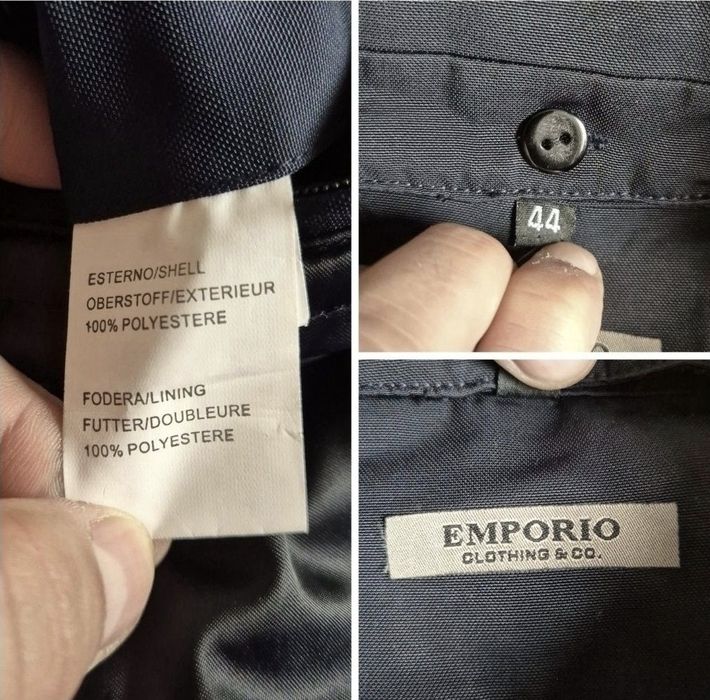 ESTERNO/SHELL
OBERSTOFF/EXTERIEUR
100% POLYESTERE
FODERA/LINING
FUTTER/DOUBLEURE
100% POLYESTERE
44
EMPORIO
CLOTHING & CO.